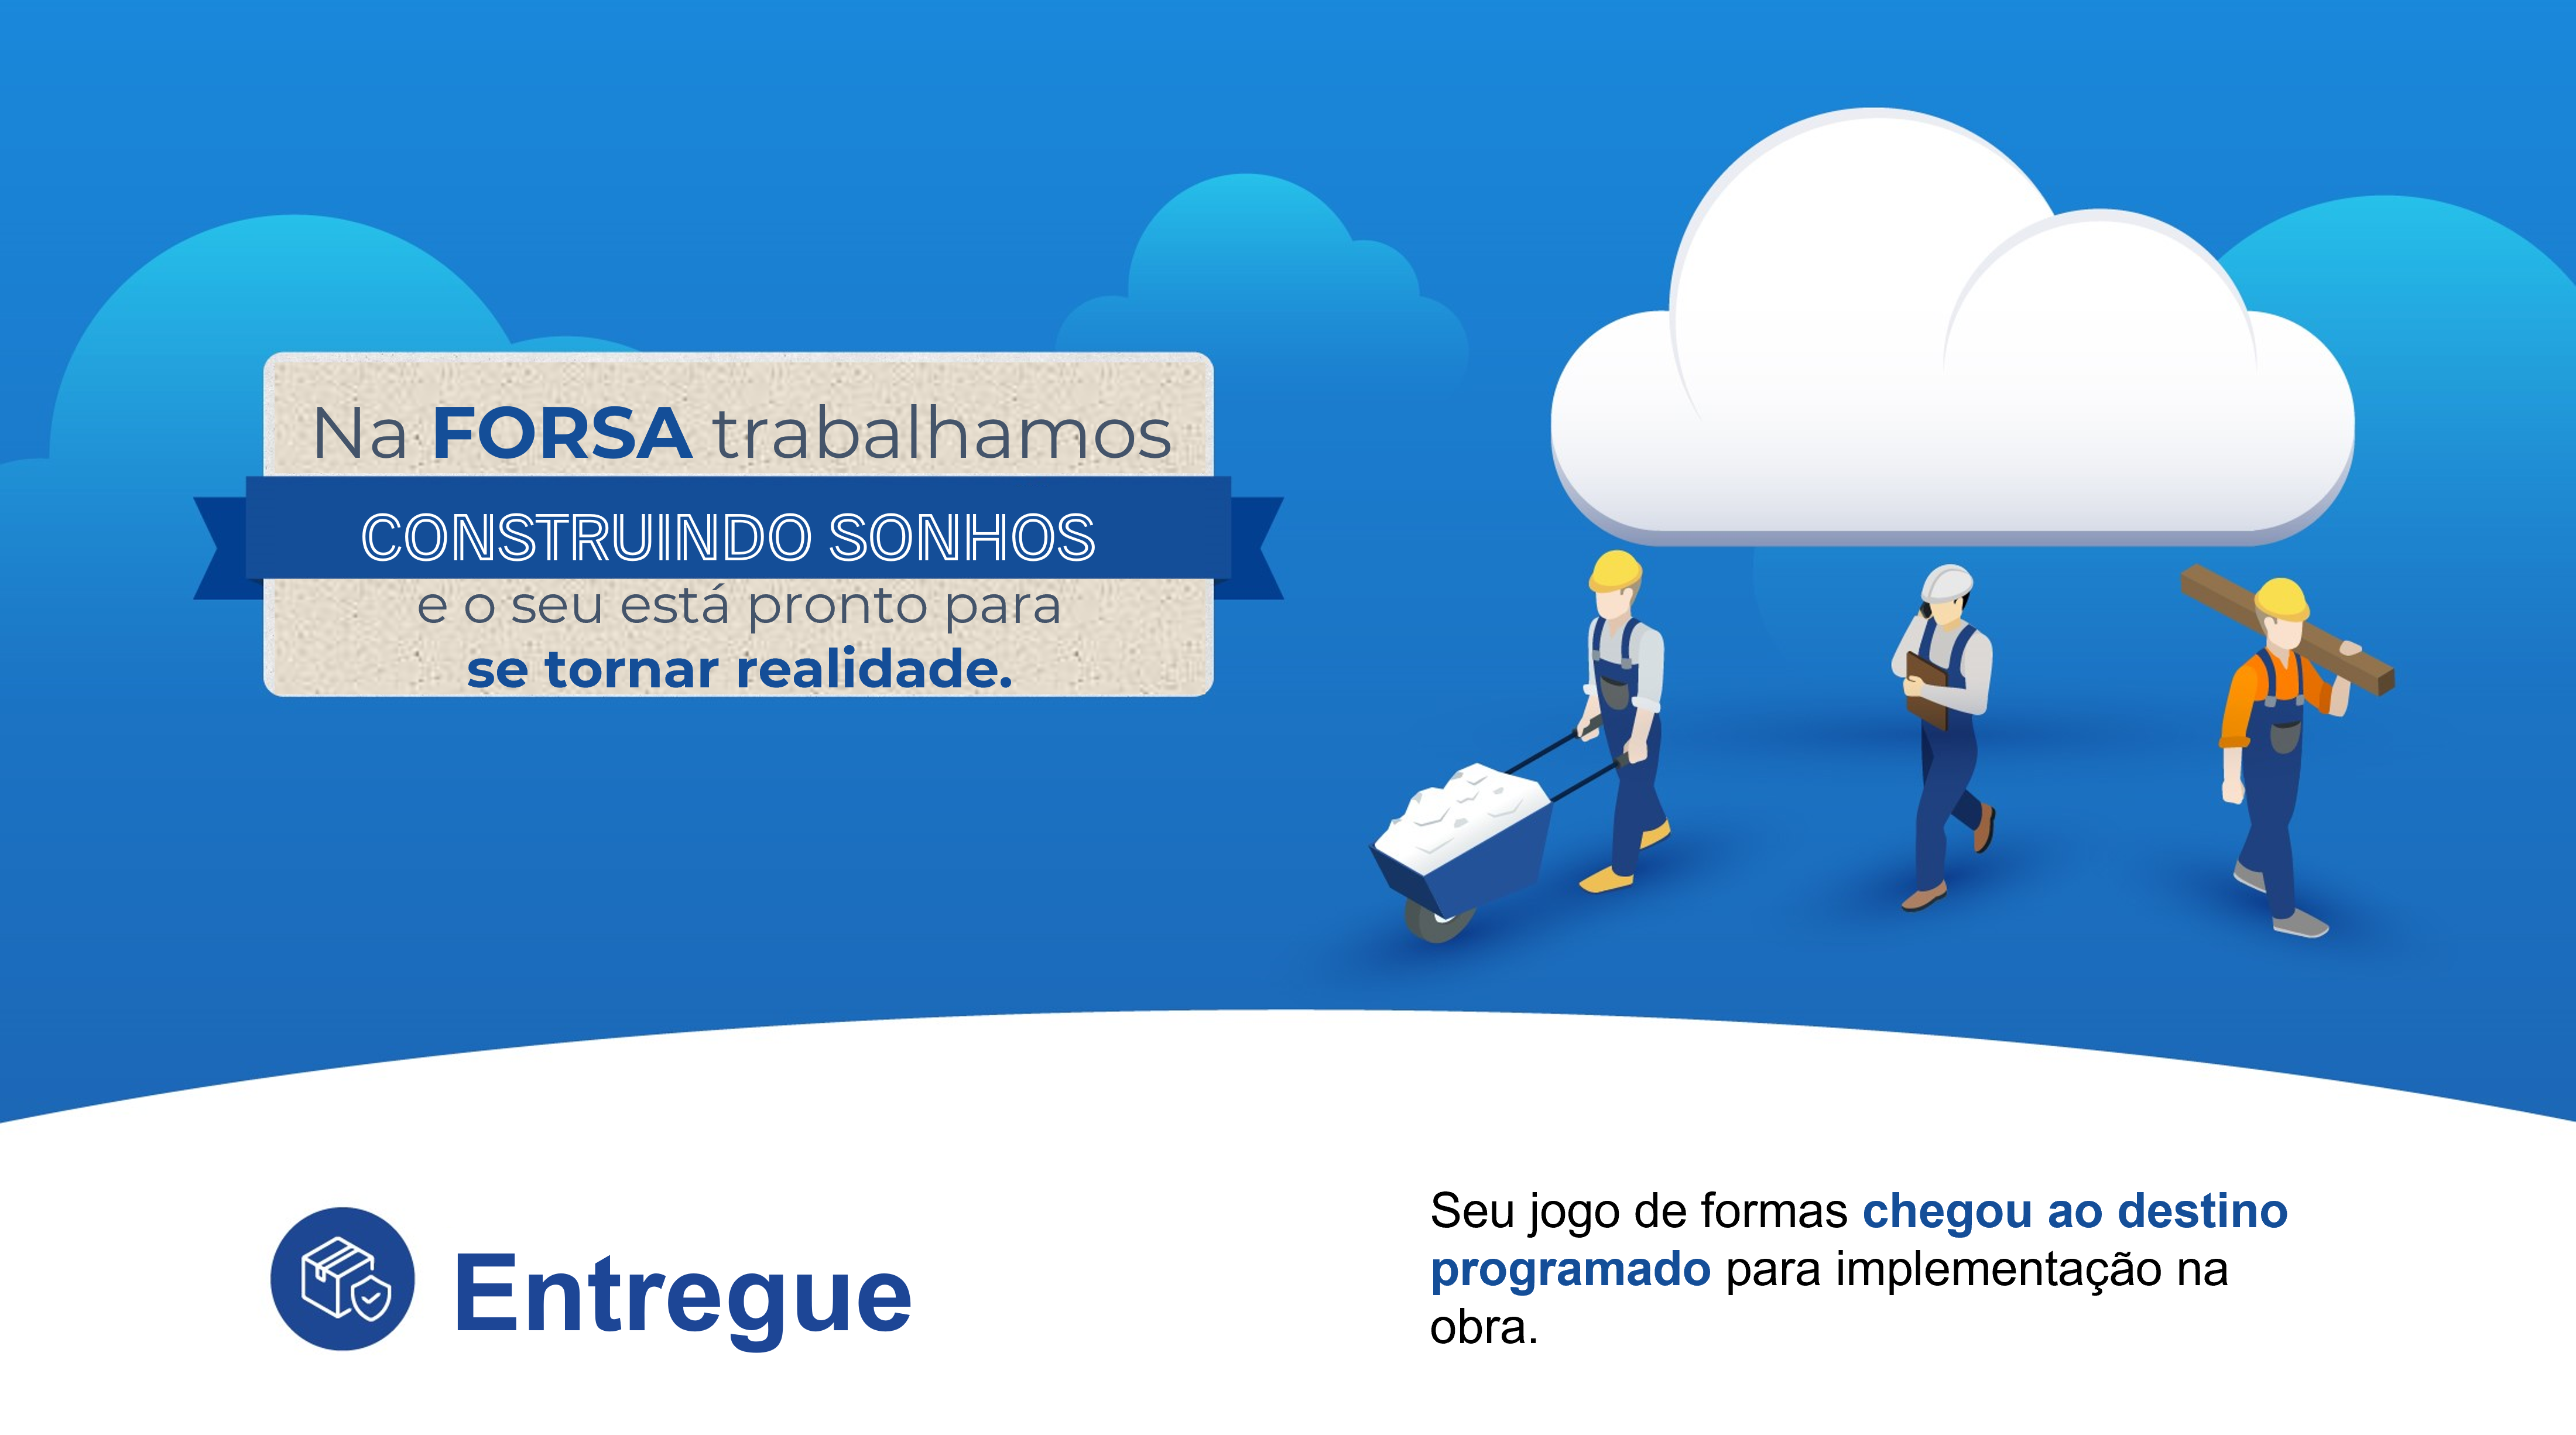 Na FORSA trabalhamos
CONSTRUINDO SONHOS
e o seu está pronto para
se tornar realidade.
Entregue
Seu jogo de formas chegou ao destino
programado para implementação na
obra.